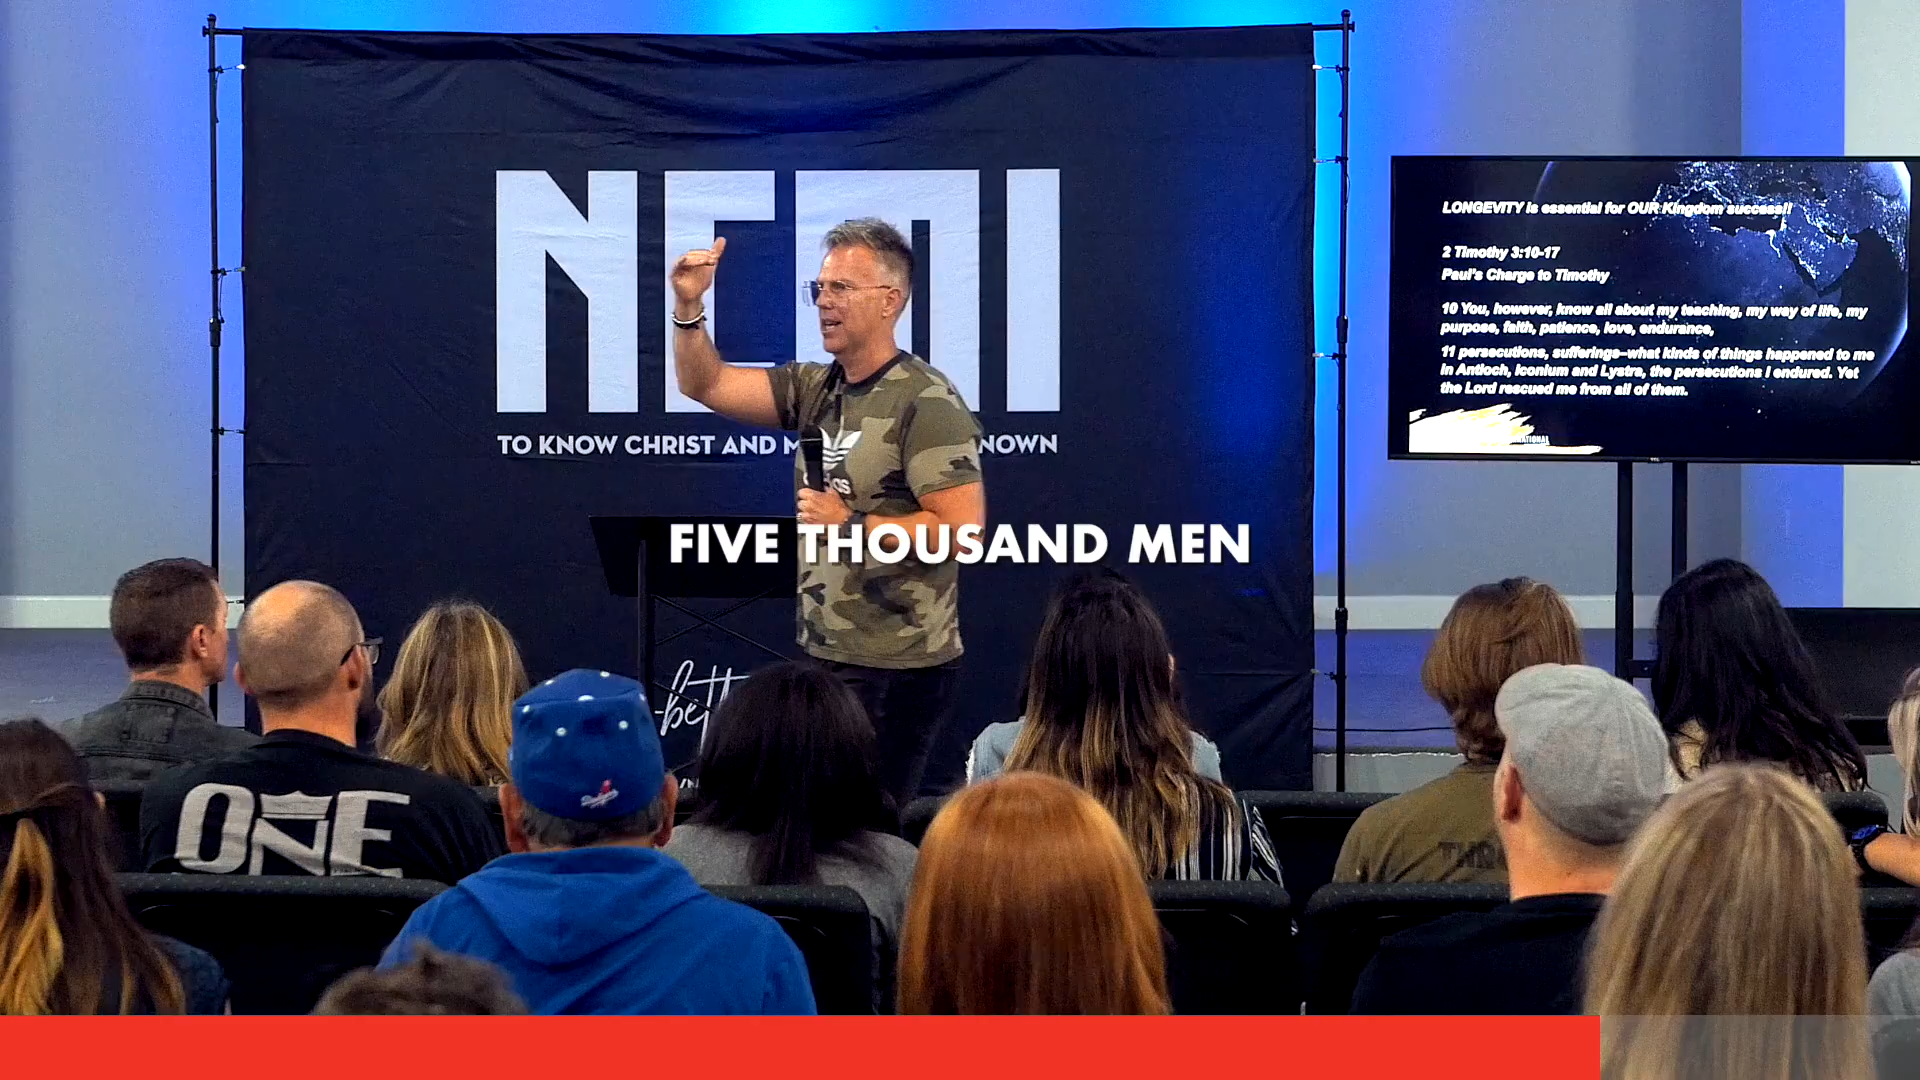 NEMI
TO KNOW CHRIST AND M NOWN
LONGEVITY is essential for OUR Kingdom success!!
2 Timothy 3:10-17
Paul's Charge to Timothy
10 You, however, know all about my teaching, my way of life, my
purpose, faith, patience, love, endurance,
11 persecutions, sufferings–what kinds of things happened to me
in Antioch, Iconium and Lystra, the persecutions I endured. Yet
the Lord rescued me from all of them.
FIVE THOUSAND MEN
ONE
Dodgers